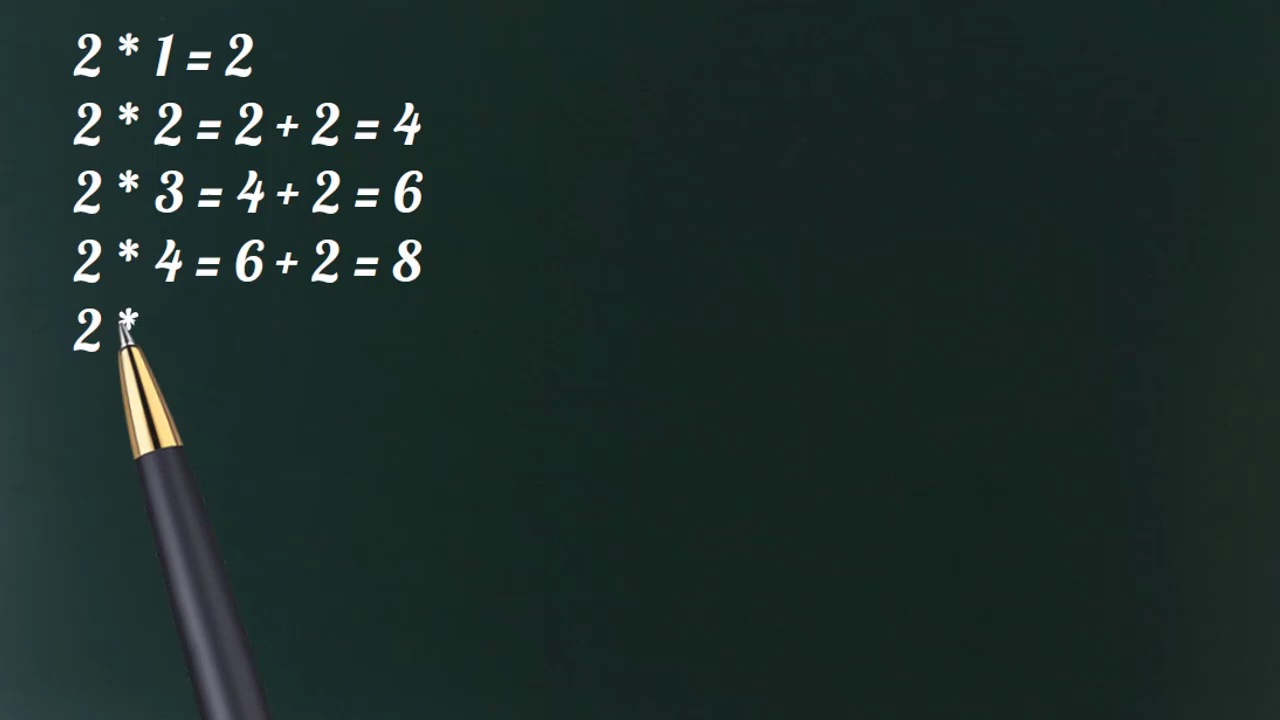 2 * 1 = 2
2 * 2 = 2 + 2 = 4
2 * 3 = 4 + 2 = 6
2 * 4 = 6 + 2 = 8
2 *